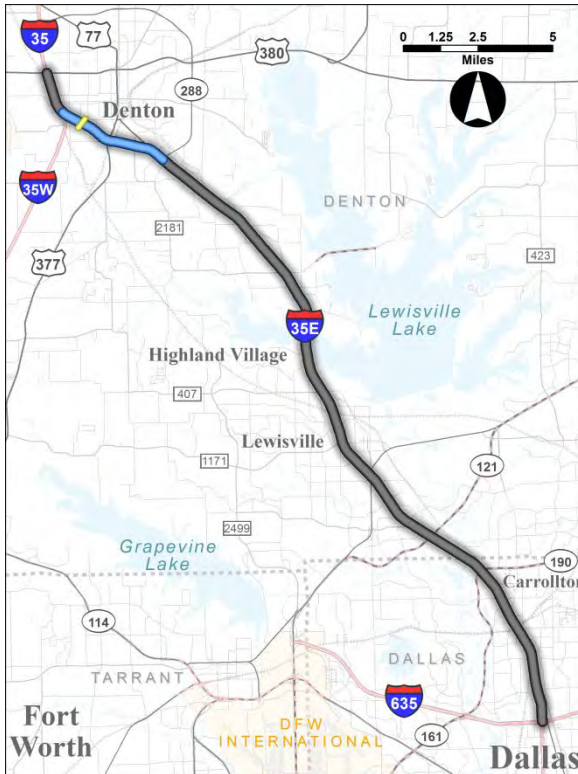 35
77
0 1.25 2.5 5
Miles
380
Denton
288
35W
DENTON
2181
377
423
Lewisville
Lake
35E
Highland Village
407
Lewisville
1171
121
2499
Grapevine
Lake
190
Carrollton
114
DALLAS
TARRANT
635
Fort
Worth
DFW
INTERNATIONAL
161
Dallas